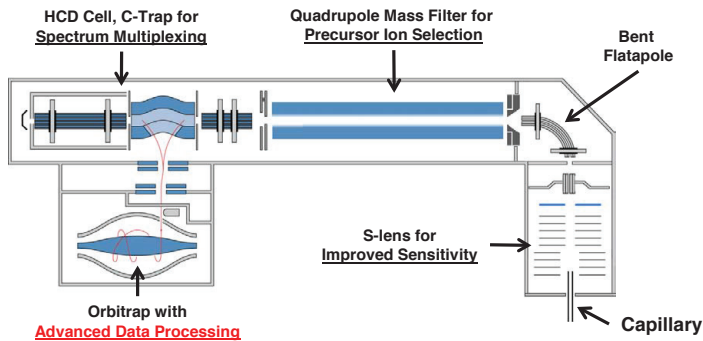 HCD Cell, C-Trap for
Spectrum Multiplexing
Quadrupole Mass Filter for
Precursor Ion Selection
Bent
Flatapole
S-lens for
Improved Sensitivity
Orbitrap with
Advanced Data Processing
Capillary